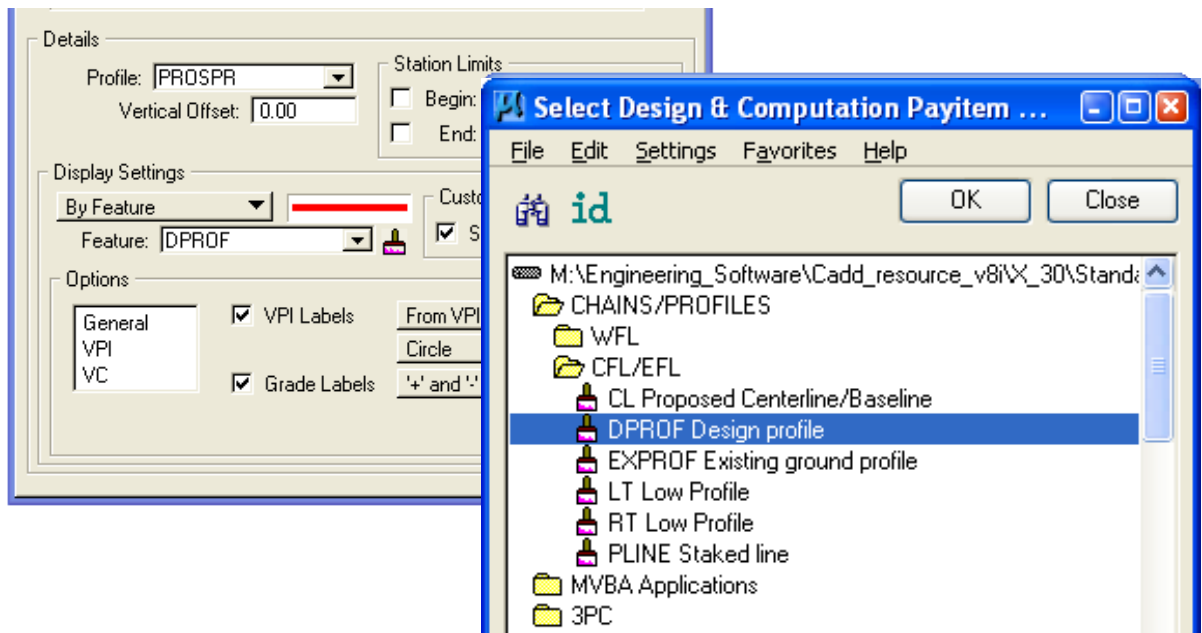 Details
Profile: PROSPR
Vertical Offset: 0.00
Station Limits
Begin:
End:
Display Settings
By Feature
Feature: DPROF
Custo
S
Options
General
VPI
VC
VPI Labels
From VPI
Circle
Grade Labels
'+' and '-'
Select Design & Computation Payitem ...
File Edit Settings Favorites Help
id
OK
Close
M:\Engineering_Software\Cadd_resource_v8i\X_30\Standa
CHAINS/PROFILES
WFL
CFL/EFL
CL Proposed Centerline/Baseline
DPROF Design profile
EXPROF Existing ground profile
LT Low Profile
RT Low Profile
PLINE Staked line
MVBA Applications
3PC